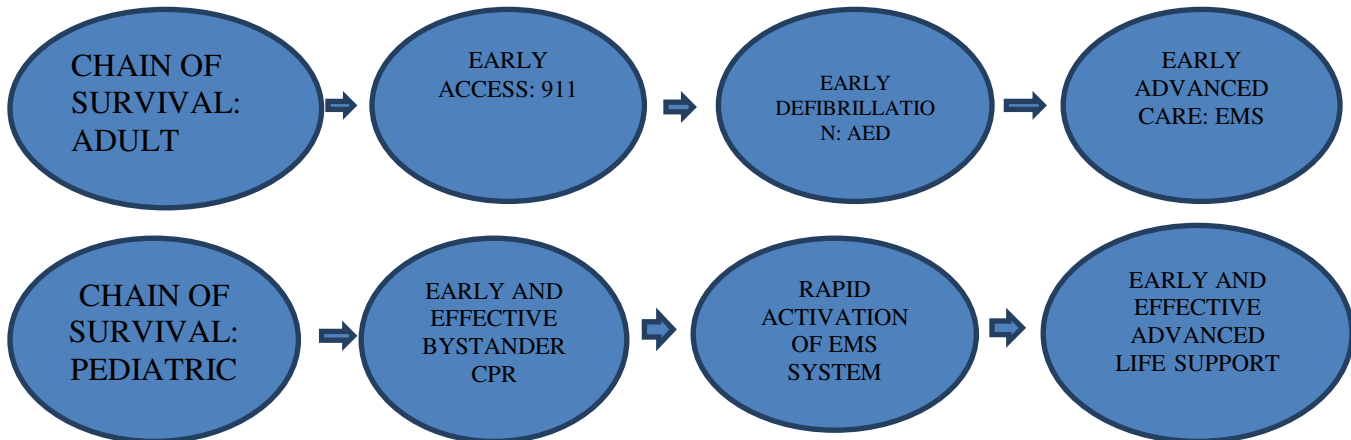 CHAIN OF
SURVIVAL:
ADULT
EARLY
ACCESS: 911
EARLY
DEFIBRILLATIO
N: AED
EARLY
ADVANCED
CARE: EMS
CHAIN OF
SURVIVAL:
PEDIATRIC
EARLY AND
EFFECTIVE
BYSTANDER
CPR
RAPID
ACTIVATION
OF EMS
SYSTEM
EARLY AND
EFFECTIVE
ADVANCED
LIFE SUPPORT